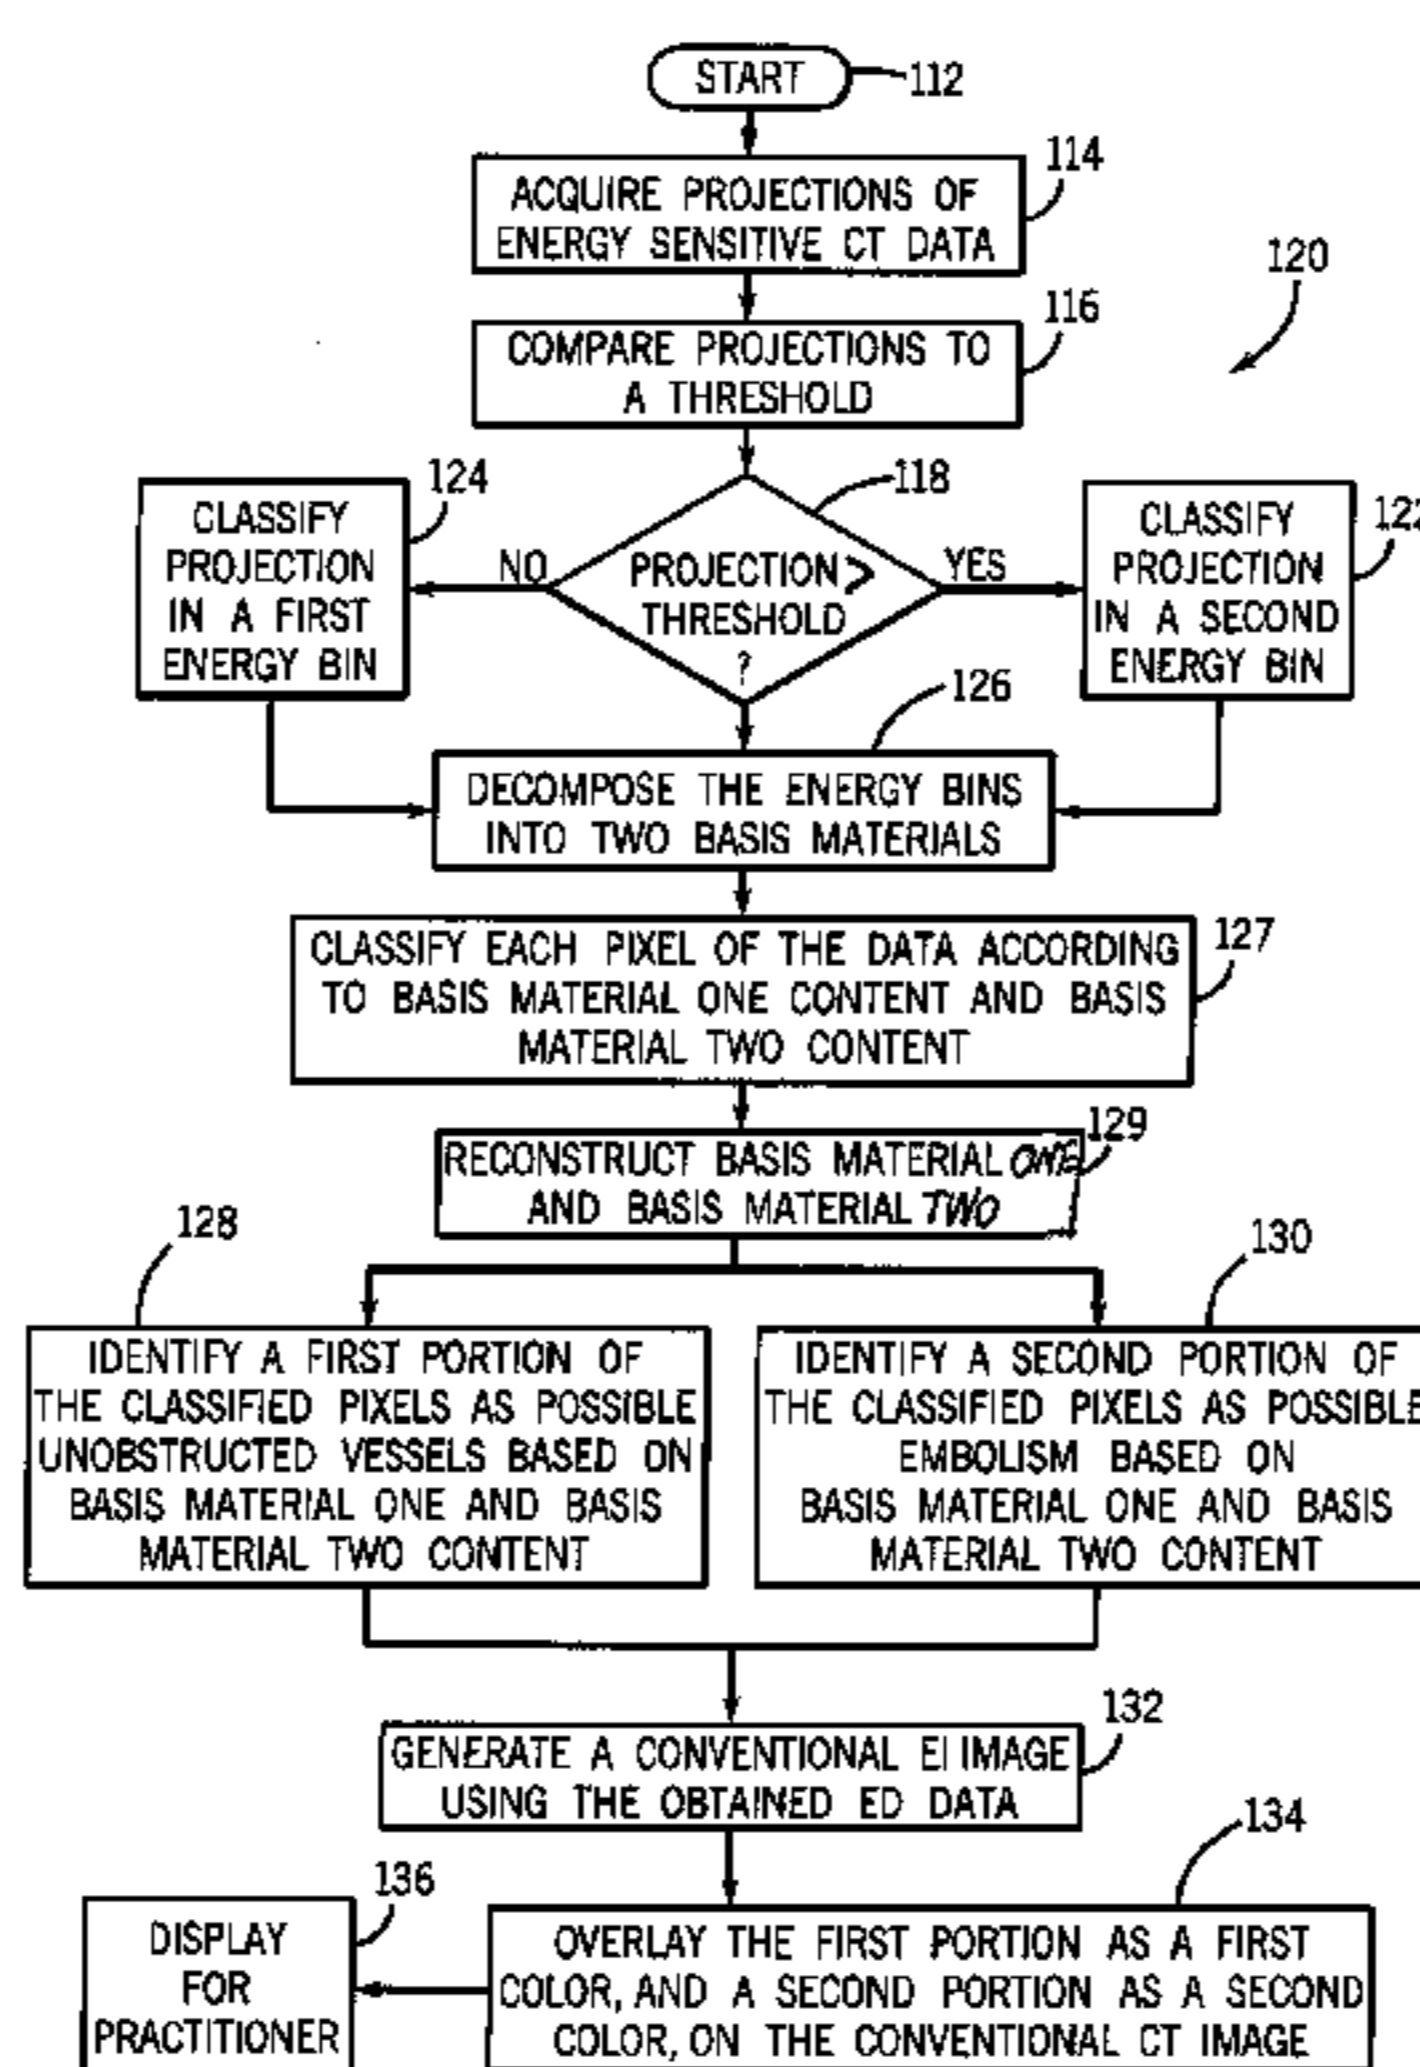 START
112
ACQUIRE PROJECTIONS OF
ENERGY SENSITIVE CT DATA
114
120
COMPARE PROJECTIONS TO
A THRESHOLD
116
124
CLASSIFY
PROJECTION
IN A FIRST
ENERGY BIN
NO
118
PROJECTION >
THRESHOLD
?
YES
CLASSIFY
PROJECTION
IN A SECOND
ENERGY BIN
122
126
DECOMPOSE THE ENERGY BINS
INTO TWO BASIS MATERIALS
CLASSIFY EACH PIXEL OF THE DATA ACCORDING
TO BASIS MATERIAL ONE CONTENT AND BASIS
MATERIAL TWO CONTENT
127
RECONSTRUCT BASIS MATERIAL ONE
AND BASIS MATERIAL TWO
129
128
IDENTIFY A FIRST PORTION OF
THE CLASSIFIED PIXELS AS POSSIBLE
UNOBSTRUCTED VESSELS BASED ON
BASIS MATERIAL ONE AND BASIS
MATERIAL TWO CONTENT
130
IDENTIFY A SECOND PORTION OF
THE CLASSIFIED PIXELS AS POSSIBLE
EMBOLISM BASED ON
BASIS MATERIAL ONE AND BASIS
MATERIAL TWO CONTENT
132
GENERATE A CONVENTIONAL EI IMAGE
USING THE OBTAINED ED DATA
134
OVERLAY THE FIRST PORTION AS A FIRST
COLOR, AND A SECOND PORTION AS A SECOND
COLOR, ON THE CONVENTIONAL CT IMAGE
136
DISPLAY
FOR
PRACTITIONER